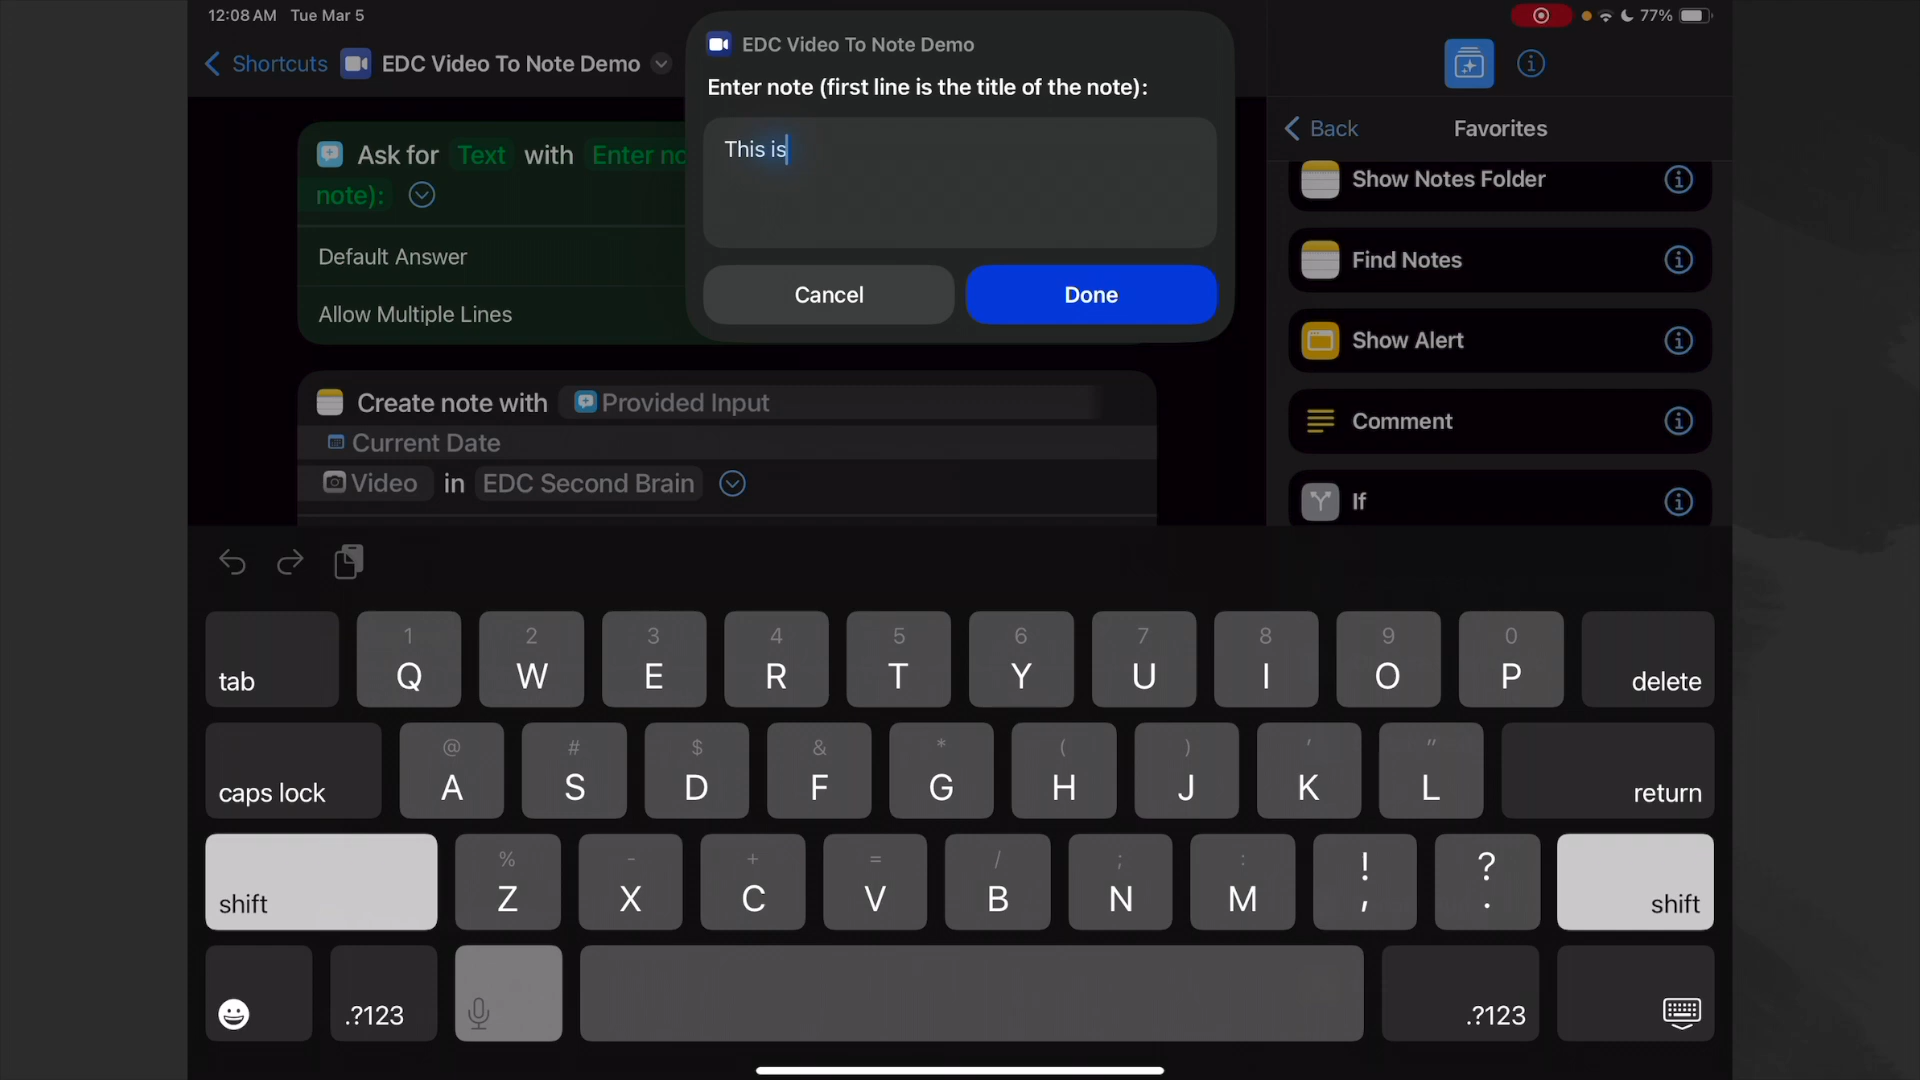 12:08 AM Tue Mar 5
77%
Shortcuts
EDC Video To Note Demo
EDC Video To Note Demo
Enter note (first line is the title of the note):
This is
Cancel
Done
Ask for Text with Enter no
note):
Default Answer
Allow Multiple Lines
Create note with Provided Input
Current Date
Video in EDC Second Brain
Back
Favorites
Show Notes Folder
Find Notes
Show Alert
Comment
If
1 2 3 4 5 6 7 8 9 0
tab Q W E R T Y U I O P delete
@ # $ & * ( ) ' "
caps lock A S D F G H J K L return
% - + = / ; : ! ?
shift Z X C V B N M , . shift
.?123 .?123